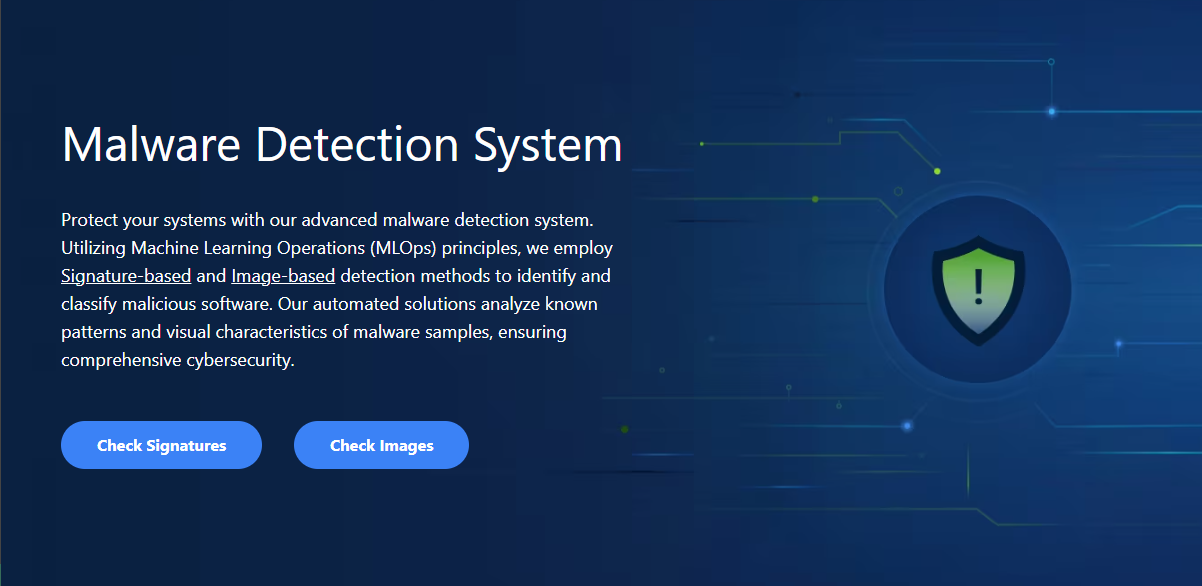 Malware Detection System
Protect your systems with our advanced malware detection system.
Utilizing Machine Learning Operations (MLOps) principles, we employ
Signature-based and Image-based detection methods to identify and
classify malicious software. Our automated solutions analyze known
patterns and visual characteristics of malware samples, ensuring
comprehensive cybersecurity.
Check Signatures
Check Images